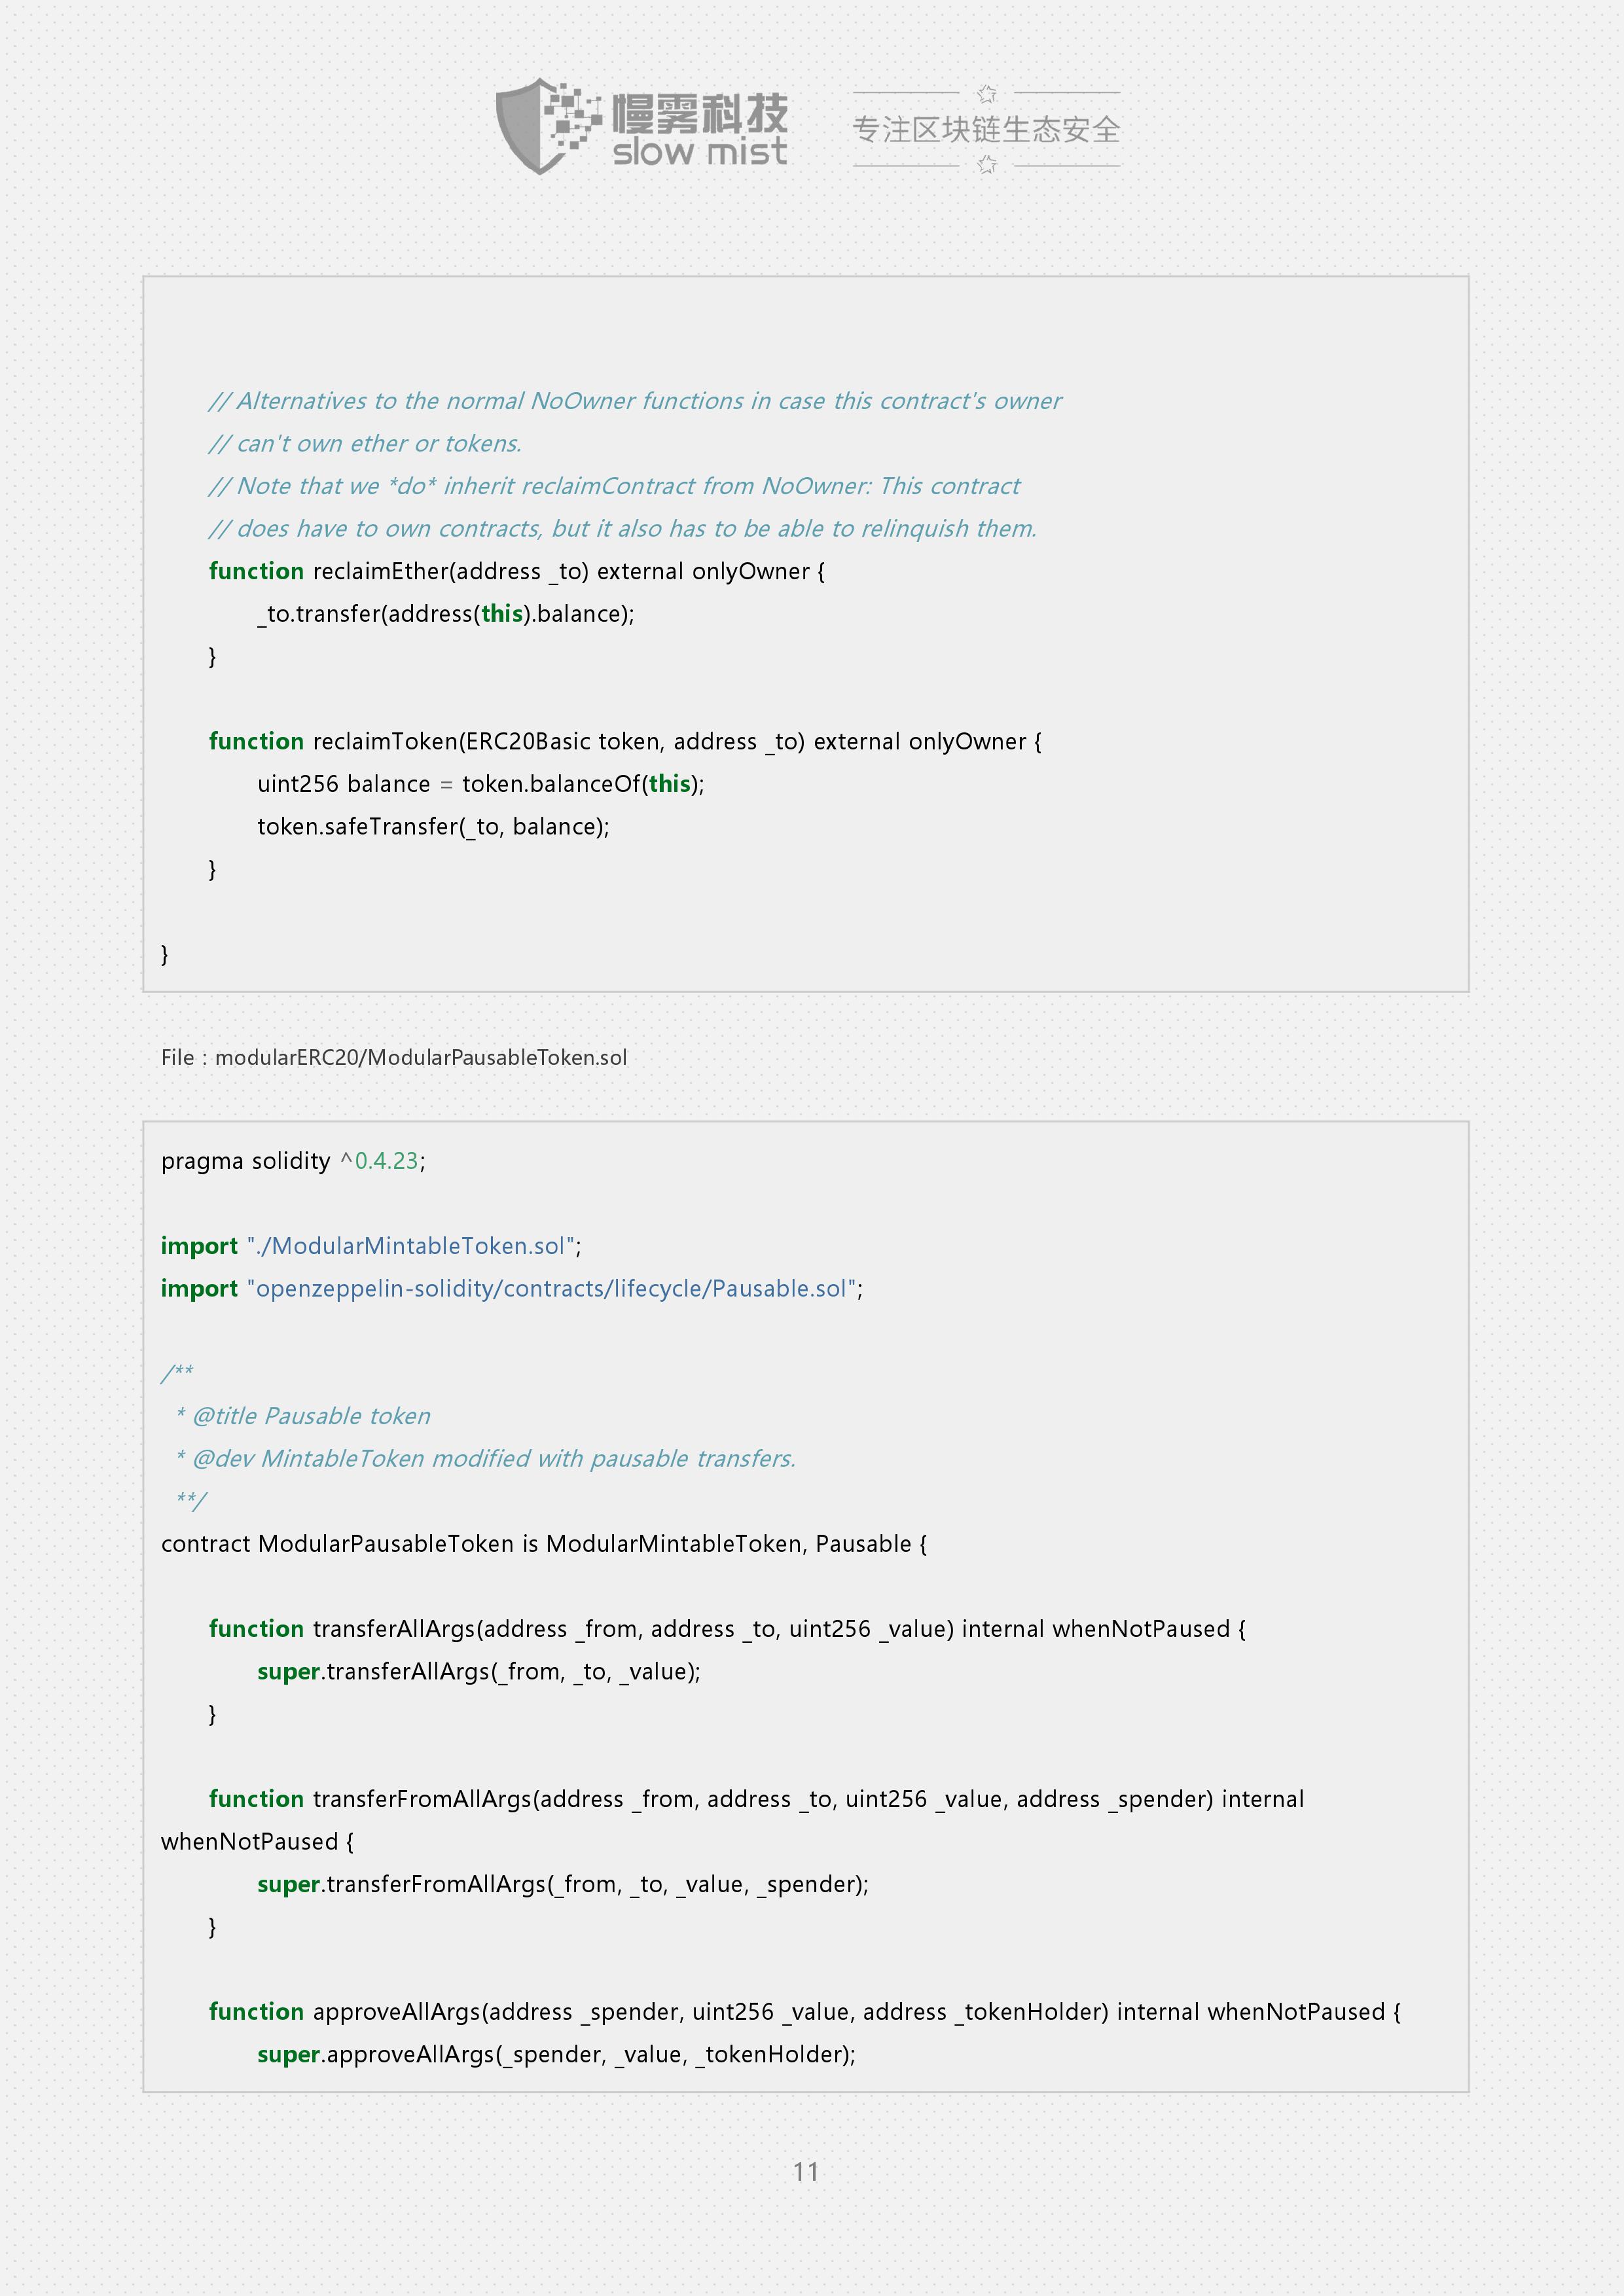 慢雾科技
slow mist
专注区块链生态安全
// Alternatives to the normal NoOwner functions in case this contract's owner
// can't own ether or tokens.
// Note that we *do* inherit reclaimContract from NoOwner: This contract
// does have to own contracts, but it also has to be able to relinquish them.
function reclaimEther(address _to) external onlyOwner {
_to.transfer(address(this).balance);
}
function reclaimToken(ERC20Basic token, address _to) external onlyOwner {
uint256 balance = token.balanceOf(this);
token.safeTransfer(_to, balance);
}
}
File : modularERC20/ModularPausableToken.sol
pragma solidity ^0.4.23;
import "./ModularMintableToken.sol";
import "openzeppelin-solidity/contracts/lifecycle/Pausable.sol";
/**
* @title Pausable token
* @dev MintableToken modified with pausable transfers.
**/
contract ModularPausableToken is ModularMintableToken, Pausable {
function transferAllArgs(address _from, address _to, uint256 _value) internal whenNotPaused {
super.transferAllArgs(_from, _to, _value);
}
function transferFromAllArgs(address _from, address _to, uint256 _value, address _spender) internal
whenNotPaused {
super.transferFromAllArgs(_from, _to, _value, _spender);
}
function approveAllArgs(address _spender, uint256 _value, address _tokenHolder) internal whenNotPaused {
super.approveAllArgs(_spender, _value, _tokenHolder);
11